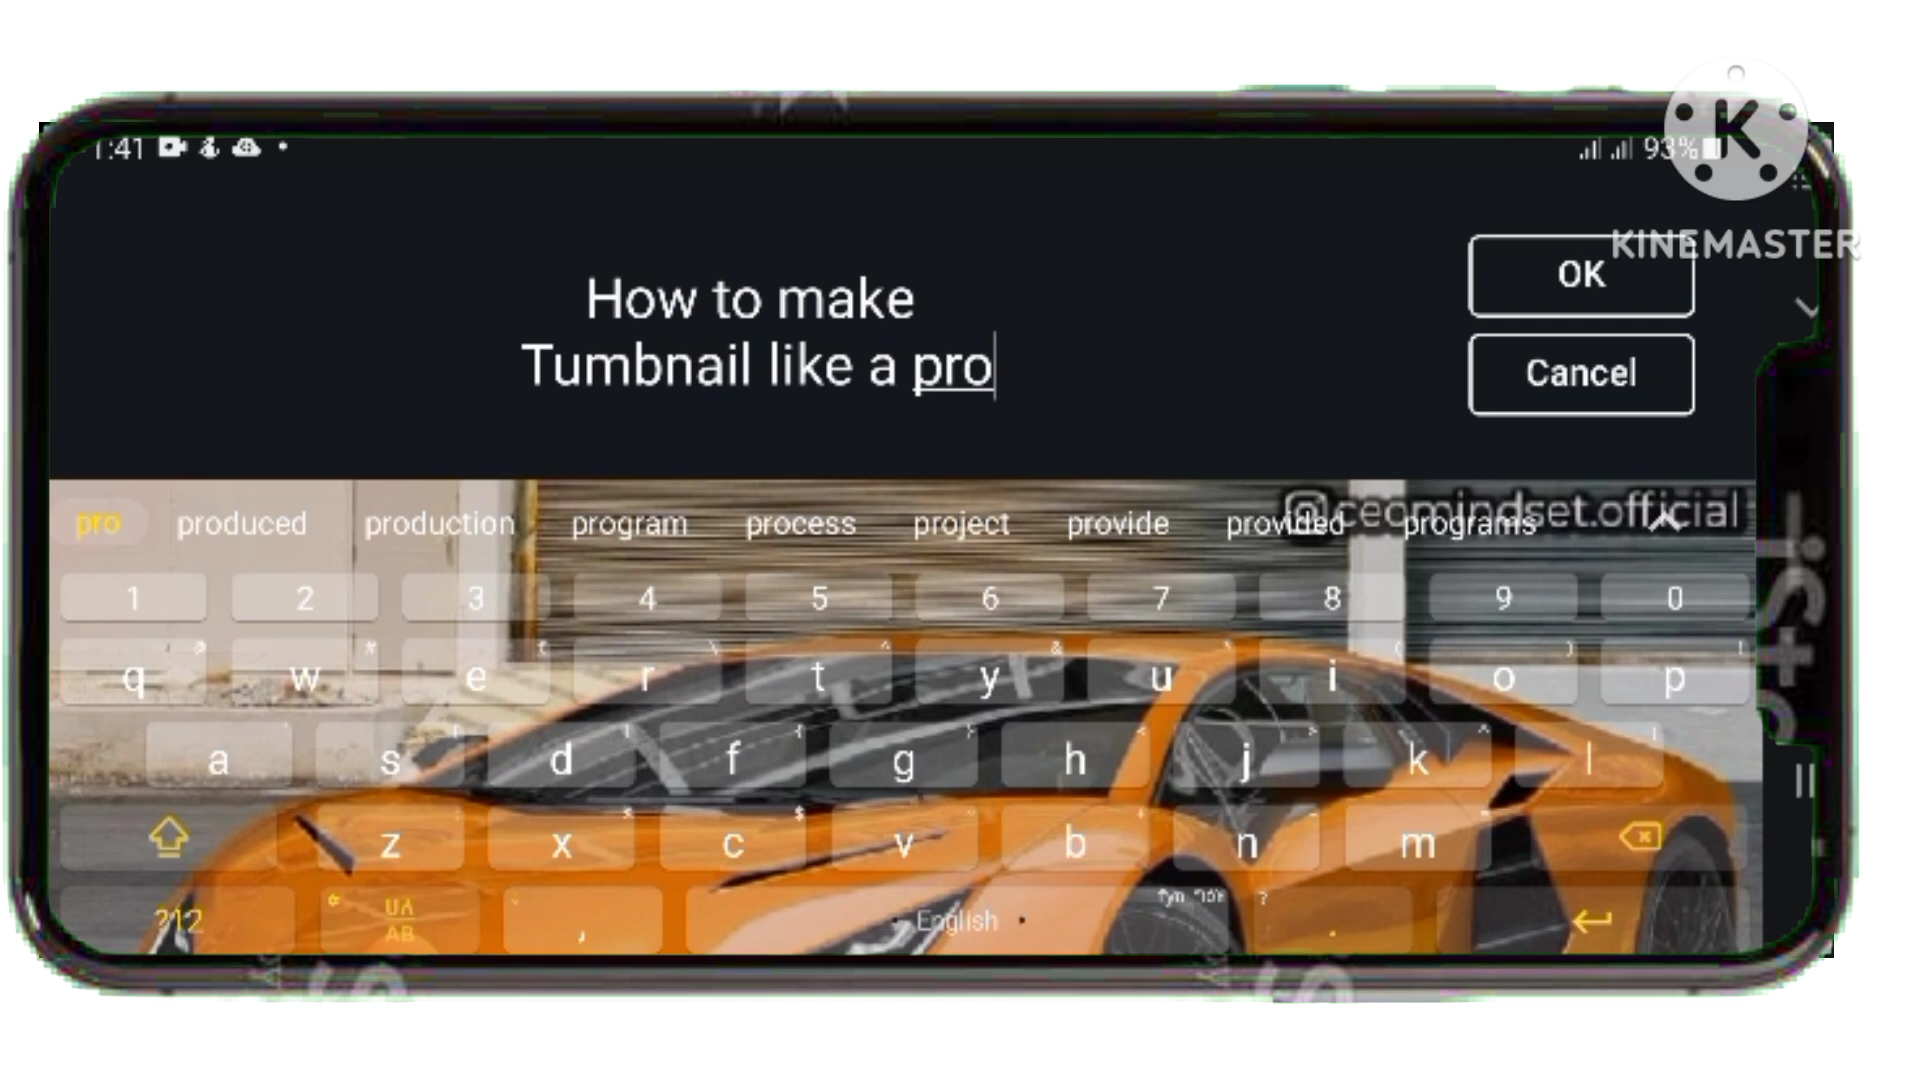 1:41
93%
K
KINEMASTER
How to make
Tumbnail like a pro
OK
Cancel
@ceomindset.official
pro produced production program process project provide provided programs
1 2 3 4 5 6 7 8 9 0
q w e r t y u i o p
a s d f g h j k l
z x c v b n m
?12 , English .